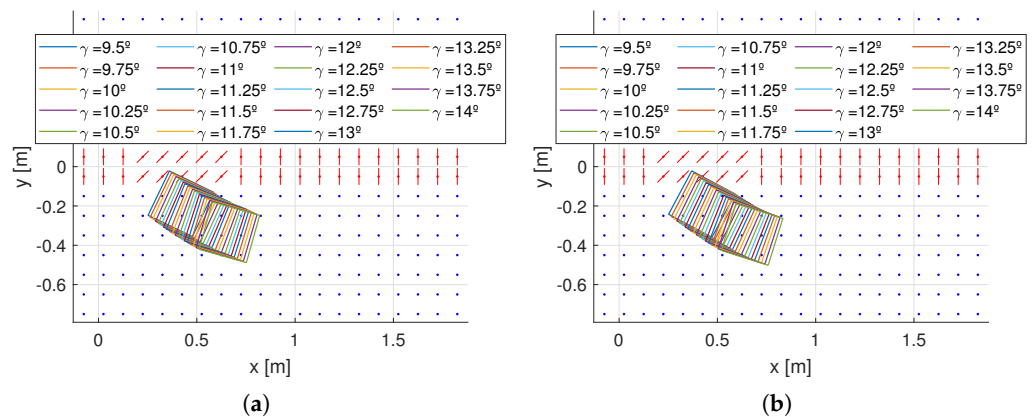 γ =9.5º γ =10.75º γ =12º γ =13.25º
γ =9.75º γ =11º γ =12.25º γ =13.5º
γ =10º γ =11.25º γ =12.5º γ =13.75º
γ =10.25º γ =11.5º γ =12.75º γ =14º
γ =10.5º γ =11.75º γ =13º
y [m]
0
-0.2
-0.4
-0.6
0 0.5 1 1.5
x [m]
(a)
γ =9.5º γ =10.75º γ =12º γ =13.25º
γ =9.75º γ =11º γ =12.25º γ =13.5º
γ =10º γ =11.25º γ =12.5º γ =13.75º
γ =10.25º γ =11.5º γ =12.75º γ =14º
γ =10.5º γ =11.75º γ =13º
y [m]
0
-0.2
-0.4
-0.6
0 0.5 1 1.5
x [m]
(b)